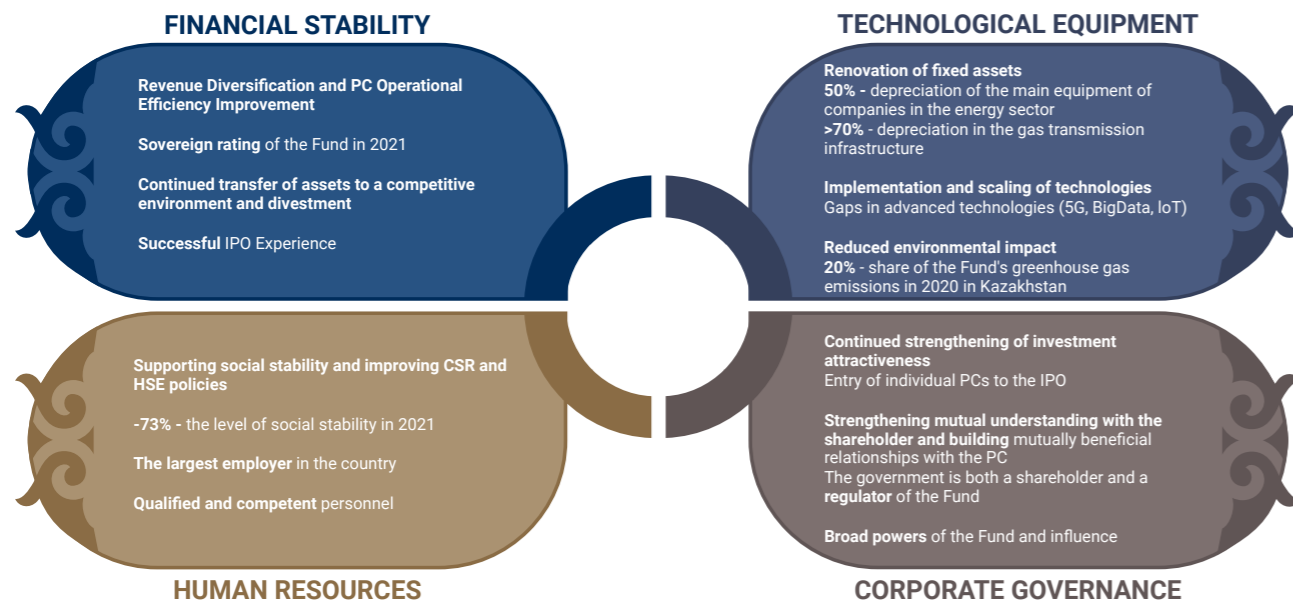 FINANCIAL STABILITY
Revenue Diversification and PC Operational
Efficiency Improvement
Sovereign rating of the Fund in 2021
Continued transfer of assets to a competitive
environment and divestment
Successful IPO Experience
TECHNOLOGICAL EQUIPMENT
Renovation of fixed assets
50% - depreciation of the main equipment of
companies in the energy sector
>70% - depreciation in the gas transmission
infrastructure
Implementation and scaling of technologies
Gaps in advanced technologies (5G, BigData, IoT)
Reduced environmental impact
20% - share of the Fund's greenhouse gas
emissions in 2020 in Kazakhstan
Supporting social stability and improving CSR and
HSE policies
-73% - the level of social stability in 2021
The largest employer in the country
Qualified and competent personnel
HUMAN RESOURCES
Continued strengthening of investment
attractiveness
Entry of individual PCs to the IPO
Strengthening mutual understanding with the
shareholder and building mutually beneficial
relationships with the PC
The government is both a shareholder and a
regulator of the Fund
Broad powers of the Fund and influence
CORPORATE GOVERNANCE